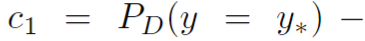 c₁ = P_D(y = y_*) −